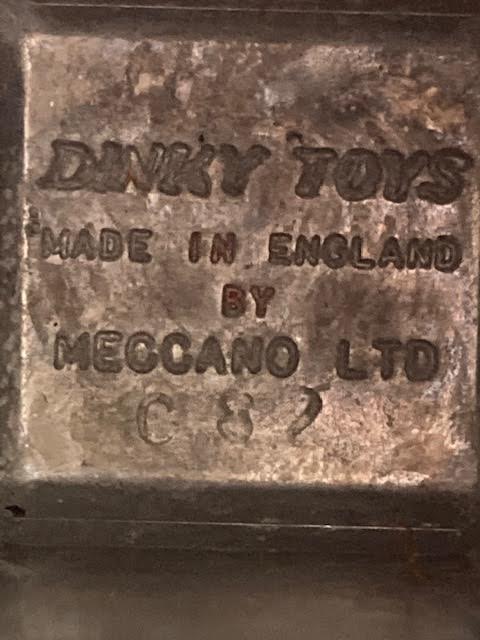 DINKY TOYS
MADE IN ENGLAND
BY
MECCANO LTD
C 8